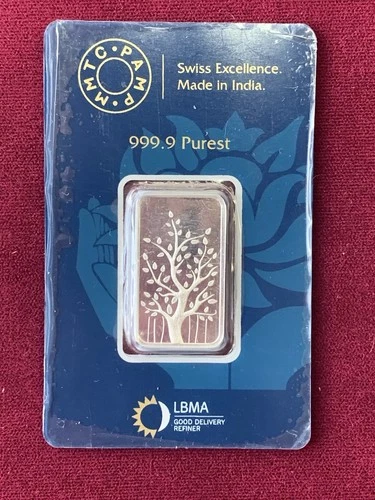 MMTC • PAMP •
Swiss Excellence.
Made in India.
999.9 Purest
LBMA
GOOD DELIVERY
REFINER